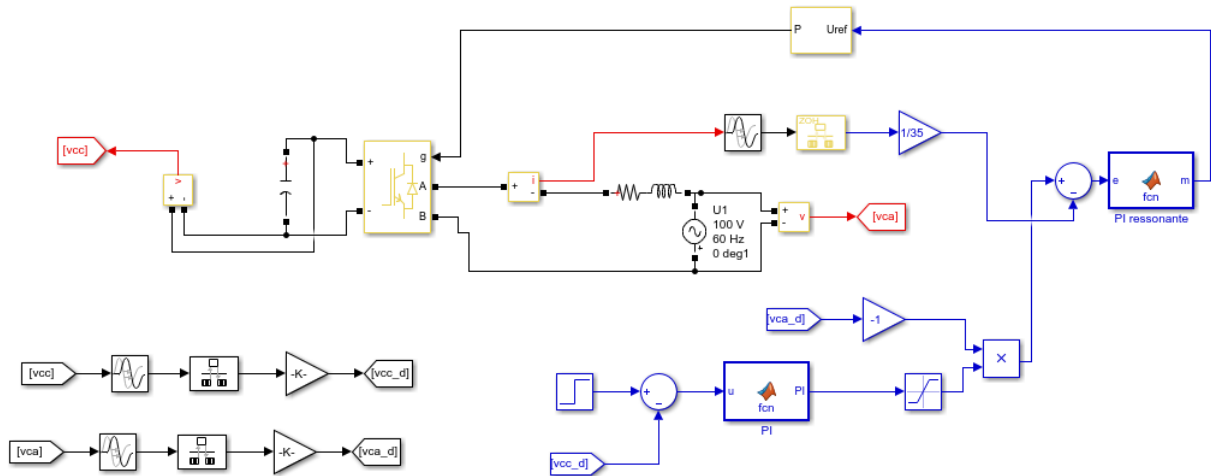 P
Uref
[vcc]
ZOH
1/35
g
+
i
+
A
+
-
v
+
-
-
B
U1
100 V
60 Hz
0 deg1
+
-
v
[vca]
+
+
-
e
fcn
m
PI ressonante
[vca_d]
-1
×
[vcc]
-K-
[vcc_d]
+
-
u
fcn
PI
PI
[vca]
-K-
[vca_d]
[vcc_d]